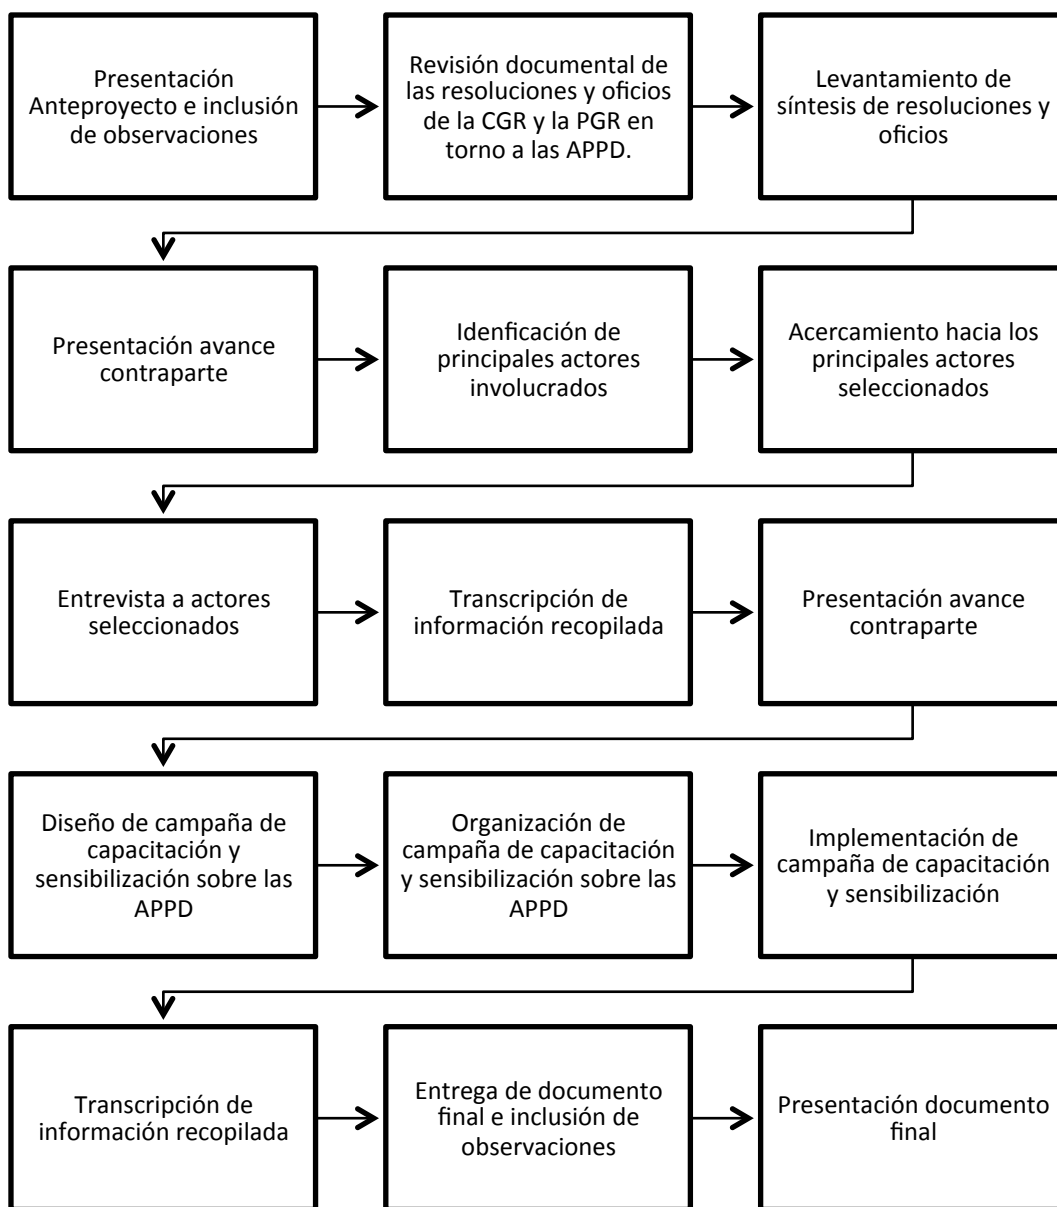 Presentación
Anteproyecto e inclusión
de observaciones
Revisión documental de
las resoluciones y oficios
de la CGR y la PGR en
torno a las APPD.
Levantamiento de
síntesis de resoluciones y
oficios
Presentación avance
contraparte
Idenficación de
principales actores
involucrados
Acercamiento hacia los
principales actores
seleccionados
Entrevista a actores
seleccionados
Transcripción de
información recopilada
Presentación avance
contraparte
Diseño de campaña de
capacitación y
sensibilización sobre las
APPD
Organización de
campaña de capacitación
y sensibilización sobre las
APPD
Implementación de
campaña de capacitación
y sensibilización
Transcripción de
información recopilada
Entrega de documento
final e inclusión de
observaciones
Presentación documento
final